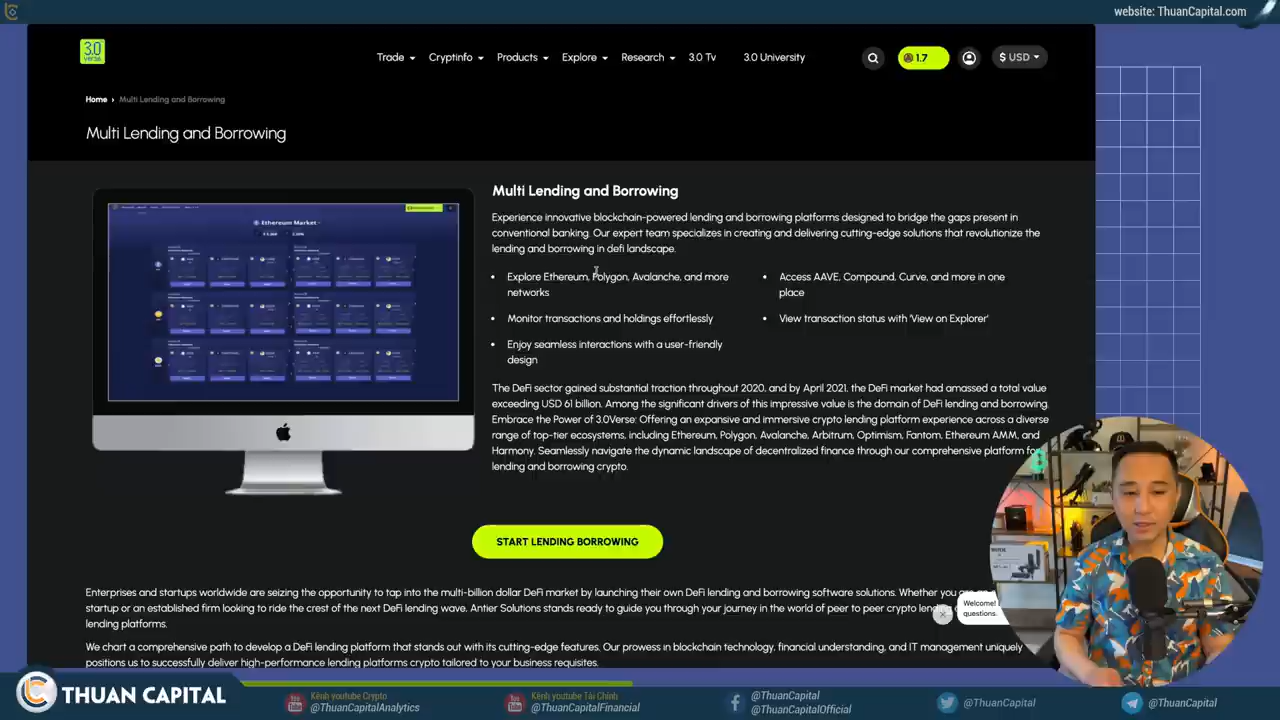 website: ThuanCapital.com
3.0
verse
Trade
Cryptinfo
Products
Explore
Research
3.0 Tv
3.0 University
1.7
$ USD
Home › Multi Lending and Borrowing
Multi Lending and Borrowing
Ethereum Market
Multi Lending and Borrowing
Experience innovative blockchain-powered lending and borrowing platforms designed to bridge the gaps present in
conventional banking. Our expert team specializes in creating and delivering cutting-edge solutions that revolutionize the
lending and borrowing in defi landscape.
• Explore Ethereum, Polygon, Avalanche, and more
networks
• Monitor transactions and holdings effortlessly
• Enjoy seamless interactions with a user-friendly
design
• Access AAVE, Compound, Curve, and more in one
place
• View transaction status with 'View on Explorer'
The DeFi sector gained substantial traction throughout 2020, and by April 2021, the DeFi market had amassed a total value
exceeding USD 61 billion. Among the significant drivers of this impressive value is the domain of DeFi lending and borrowing.
Embrace the Power of 3.0Verse: Offering an expansive and immersive crypto lending platform experience across a diverse
range of top-tier ecosystems, including Ethereum, Polygon, Avalanche, Arbitrum, Optimism, Fantom, Ethereum AMM, and
Harmony. Seamlessly navigate the dynamic landscape of decentralized finance through our comprehensive platform
lending and borrowing crypto.
START LENDING BORROWING
Enterprises and startups worldwide are seizing the opportunity to tap into the multi-billion dollar DeFi market by launching their own DeFi lending and borrowing software solutions. Whether
startup or an established firm looking to ride the crest of the next DeFi lending wave. Antier Solutions stands ready to guide you through your journey in the world of peer to peer crypto
lending platforms.
We chart a comprehensive path to develop a DeFi lending platform that stands out with its cutting-edge features. Our prowess in blockchain technology, financial understanding, and IT management uniquely
positions us to successfully deliver high-performance lending platforms crypto tailored to your business requisites.
Welcome!
questions.
THUAN CAPITAL
Kênh youtube Crypto
@ThuanCapitalAnalytics
Kênh youtube Tài Chính
@ThuanCapitalFinancial
@ThuanCapital
@ThuanCapitalOfficial
@ThuanCapital
@ThuanCapital